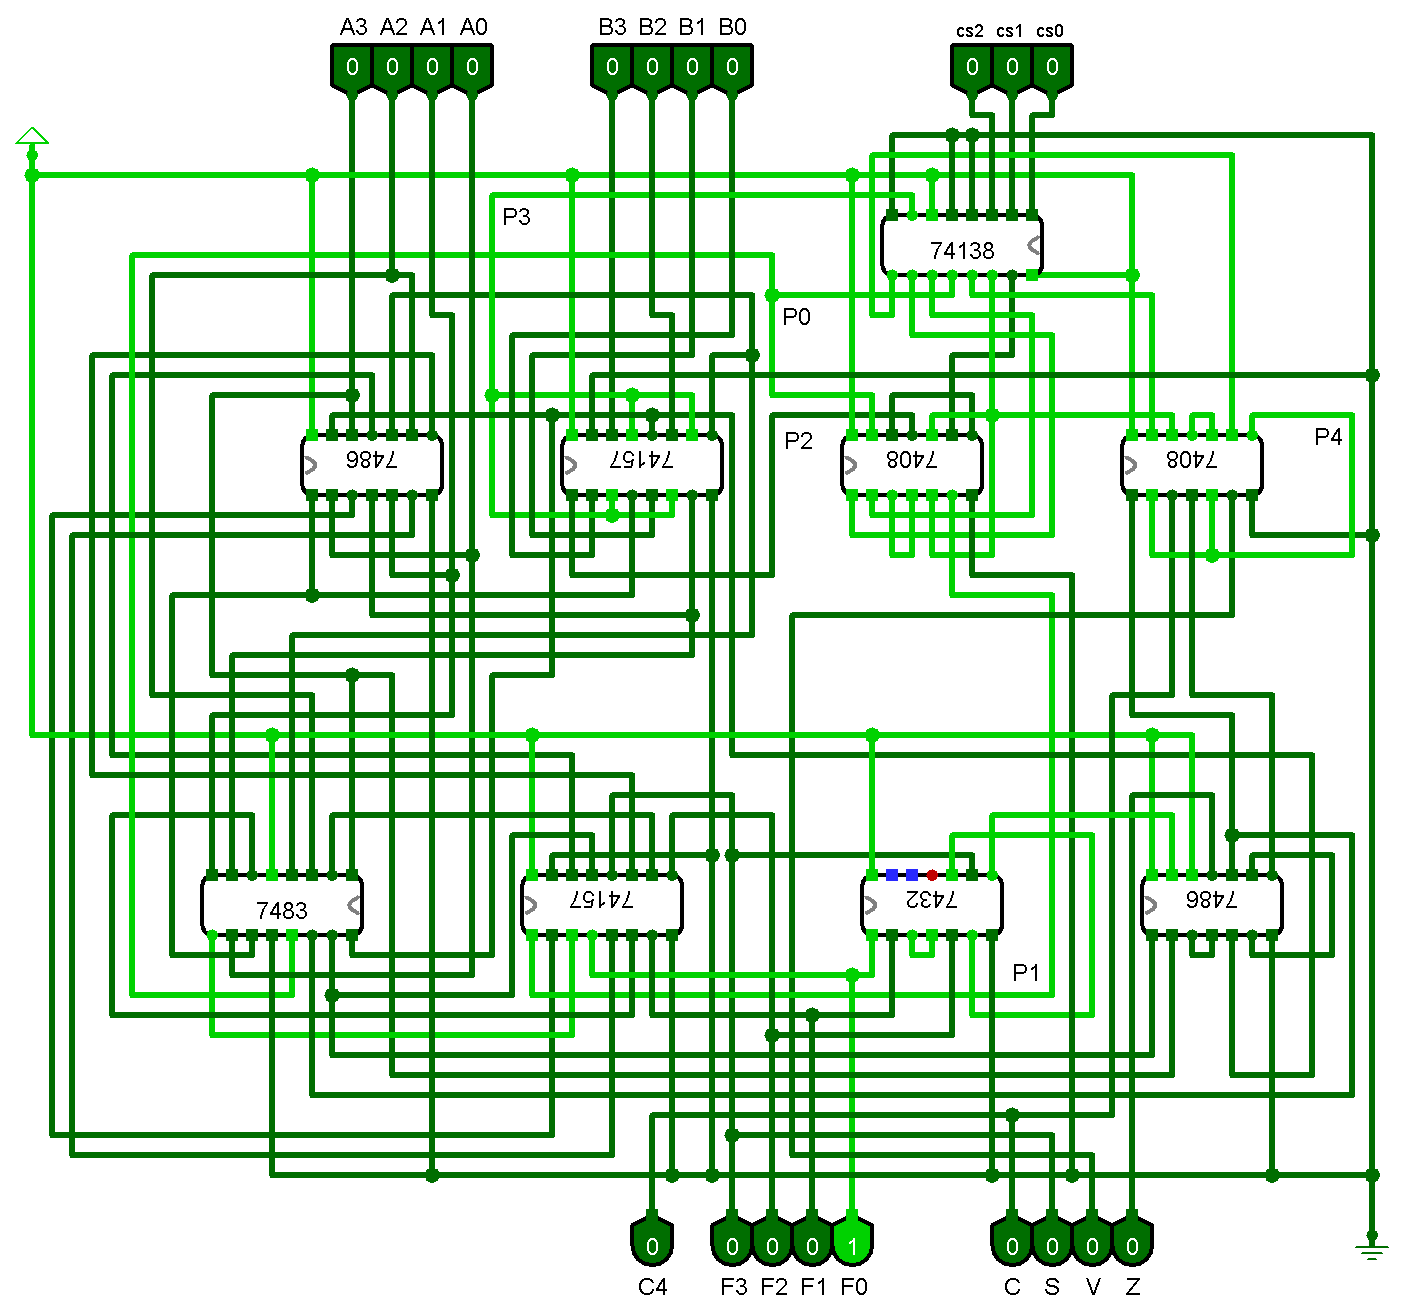 A3 A2 A1 A0 B3 B2 B1 B0 cs2 cs1 cs0
0 0 0 0 0 0 0 0 0 0 0
P3
74138
P0
P2
P4
7486 74157 7408 7408
7483 74157 7432 7486
P1
0 0 0 0 1 0 0 0 0
C4 F3 F2 F1 F0 C S V Z